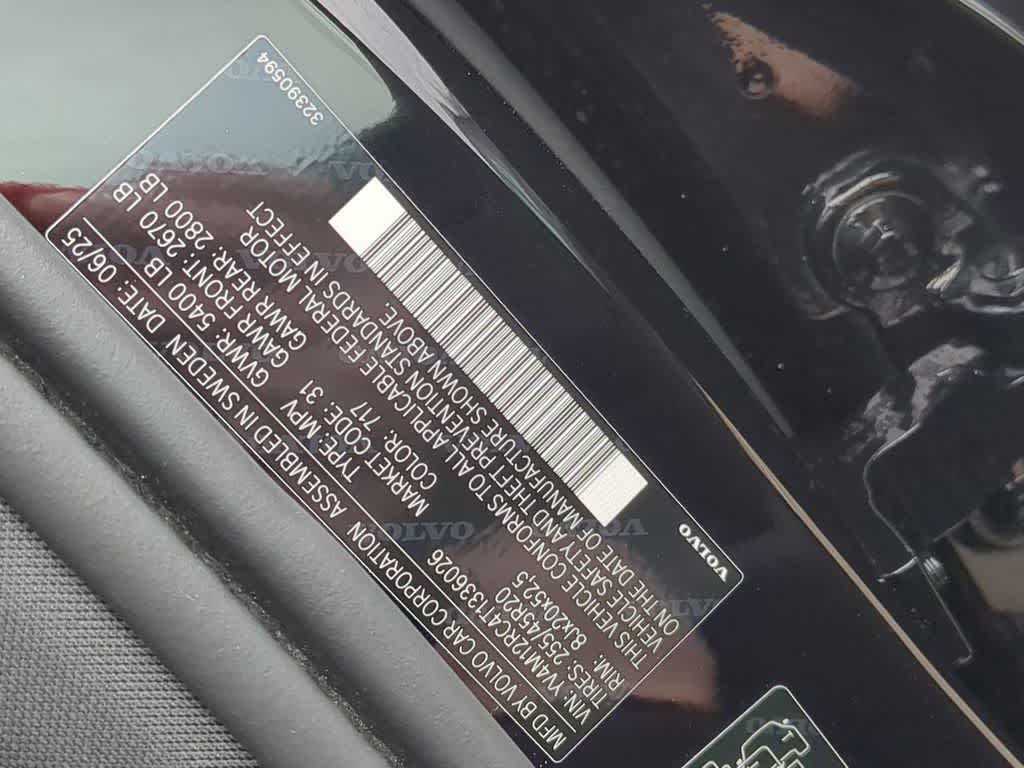 MFD BY VOLVO CAR CORPORATION ASSEMBLED IN SWEDEN DATE: 06/25
VIN: YV4M12RC4T1336026 GVWR: 5400 LB
TYPE: MPV GAWR FRONT: 2670 LB
TIRES: 255/45R20 MARKET CODE: 31 GAWR REAR: 2800 LB
RIM: 8Jx20x52,5 COLOR: 717
THIS VEHICLE CONFORMS TO ALL APPLICABLE FEDERAL MOTOR
VEHICLE SAFETY AND THEFT PREVENTION STANDARDS IN EFFECT
ON THE DATE OF MANUFACTURE SHOWN ABOVE.
VOLVO
32390594